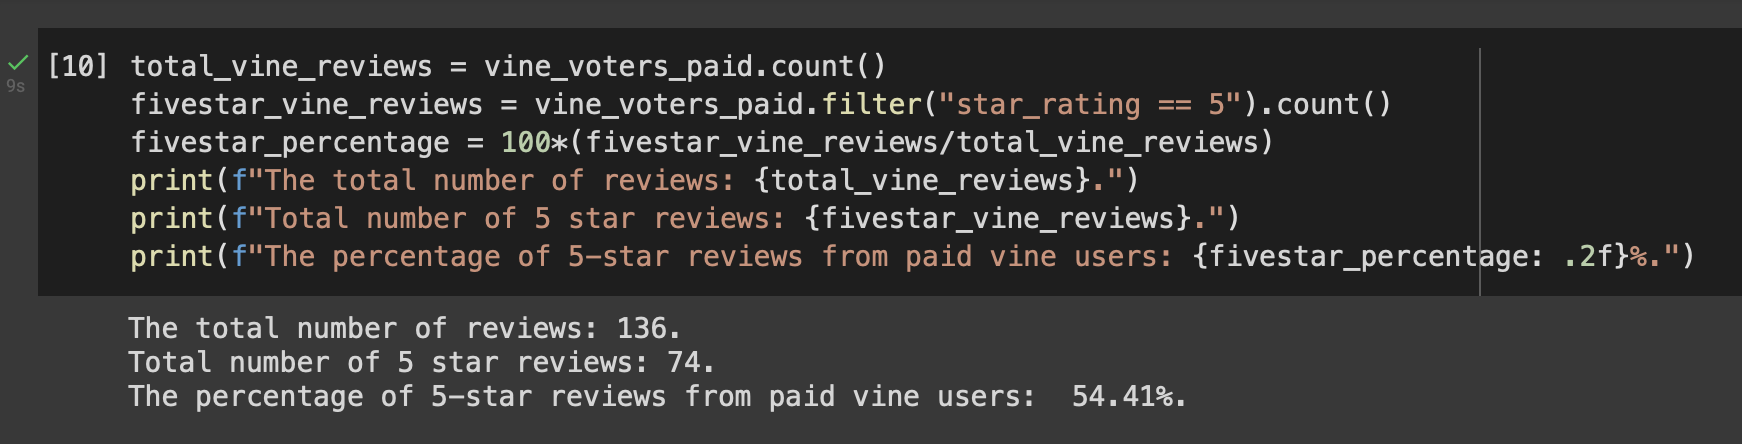 [10] total_vine_reviews = vine_voters_paid.count()
fivestar_vine_reviews = vine_voters_paid.filter("star_rating == 5").count()
fivestar_percentage = 100*(fivestar_vine_reviews/total_vine_reviews)
print(f"The total number of reviews: {total_vine_reviews}.")
print(f"Total number of 5 star reviews: {fivestar_vine_reviews}.")
print(f"The percentage of 5-star reviews from paid vine users: {fivestar_percentage: .2f}%.")
9s
The total number of reviews: 136.
Total number of 5 star reviews: 74.
The percentage of 5-star reviews from paid vine users:  54.41%.